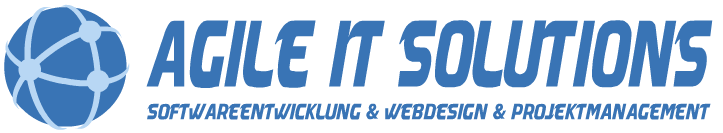 AGILE IT SOLUTIONS
SOFTWAREENTWICKLUNG & WEBDESIGN & PROJEKTMANAGEMENT